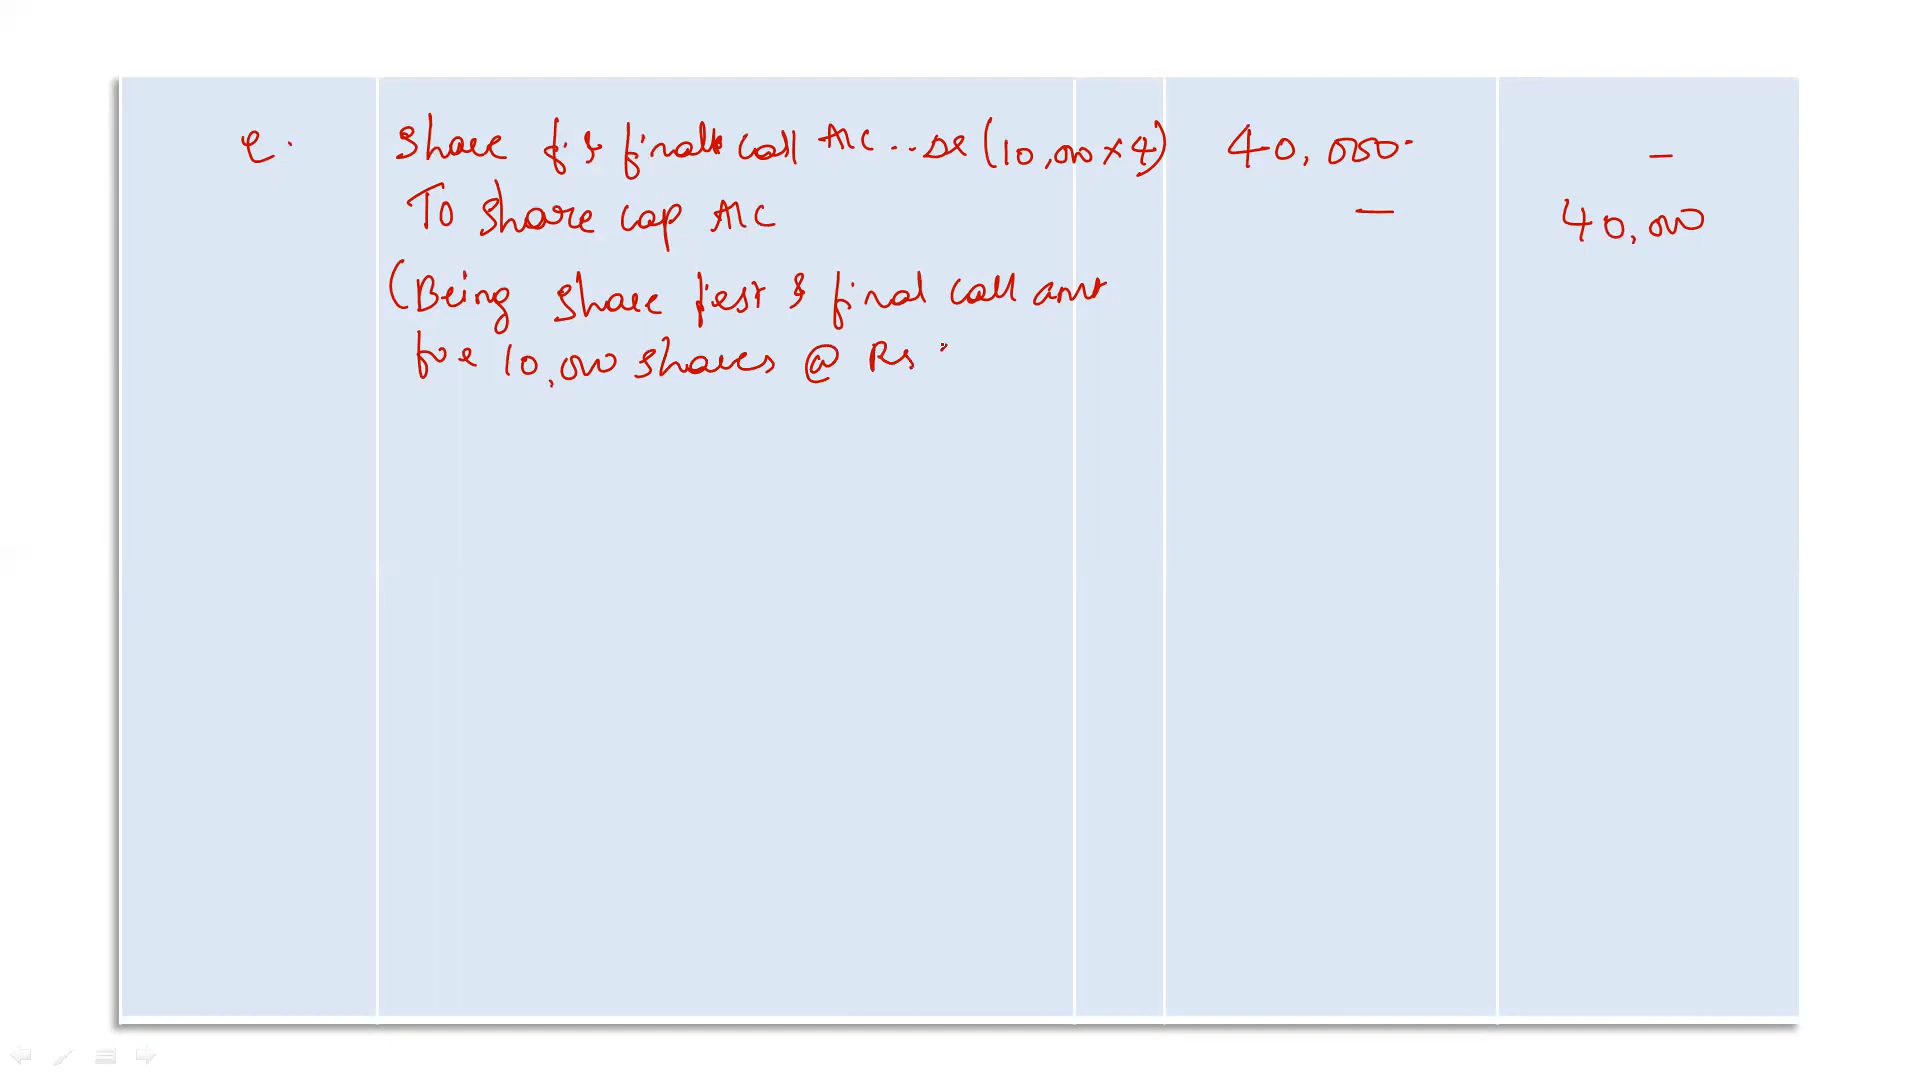 e. Share f. & final call A/C ..Dr (10,000 × 4) 40,000 –
To Share cap A/C – 40,000
(Being Share first & final call amt
for 10,000 shares @ Rs